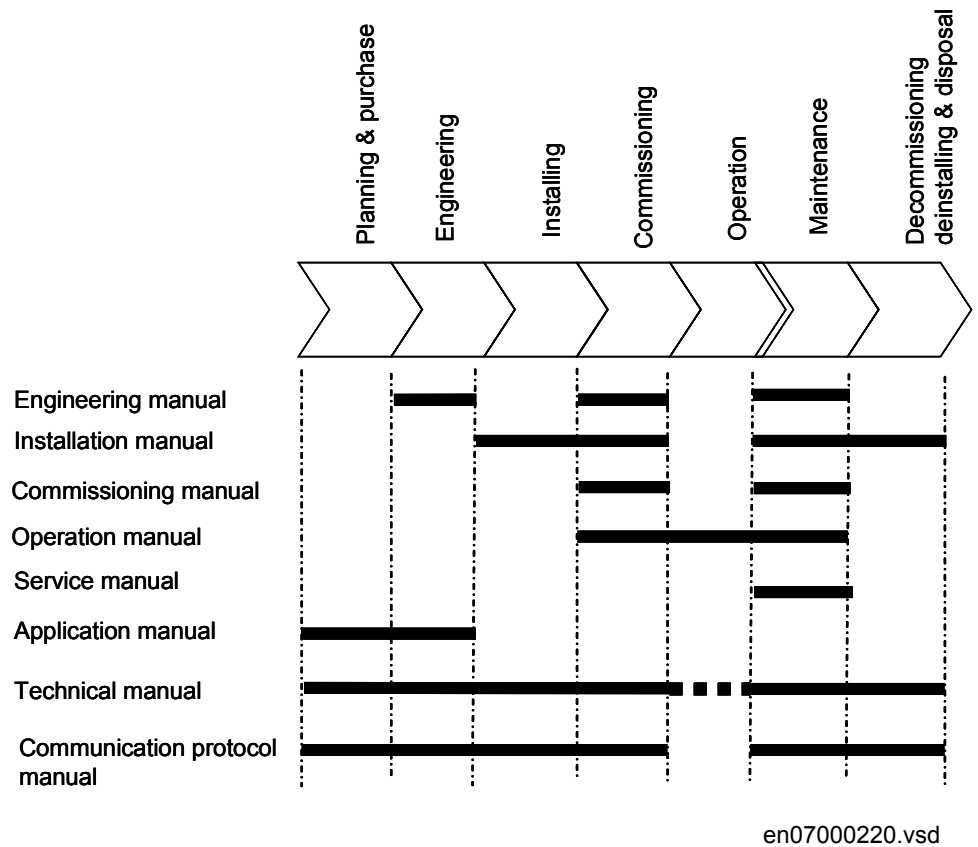 Planning & purchase
Engineering
Installing
Commissioning
Operation
Maintenance
Decommissioning
deinstalling & disposal
Engineering manual
Installation manual
Commissioning manual
Operation manual
Service manual
Application manual
Technical manual
Communication protocol
manual
en07000220.vsd